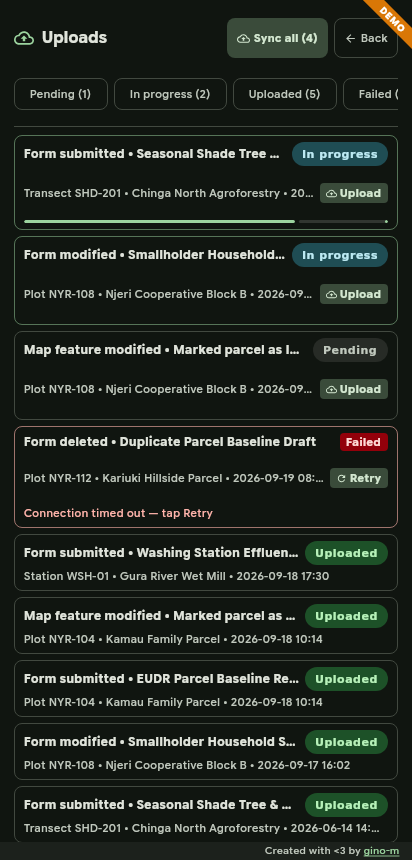 DEMO
Uploads
Sync all (4)
Back
Pending (1)
In progress (2)
Uploaded (5)
Failed (
Form submitted • Seasonal Shade Tree ...
In progress
Transect SHD-201 • Chinga North Agroforestry • 20...
Upload
Form modified • Smallholder Household...
In progress
Plot NYR-108 • Njeri Cooperative Block B • 2026-09...
Upload
Map feature modified • Marked parcel as I...
Pending
Plot NYR-108 • Njeri Cooperative Block B • 2026-09...
Upload
Form deleted • Duplicate Parcel Baseline Draft
Failed
Plot NYR-112 • Kariuki Hillside Parcel • 2026-09-19 08:...
Retry
Connection timed out — tap Retry
Form submitted • Washing Station Effluen...
Uploaded
Station WSH-01 • Gura River Wet Mill • 2026-09-18 17:30
Map feature modified • Marked parcel as ...
Uploaded
Plot NYR-104 • Kamau Family Parcel • 2026-09-18 10:14
Form submitted • EUDR Parcel Baseline Re...
Uploaded
Plot NYR-104 • Kamau Family Parcel • 2026-09-18 10:14
Form modified • Smallholder Household S...
Uploaded
Plot NYR-108 • Njeri Cooperative Block B • 2026-09-17 16:02
Form submitted • Seasonal Shade Tree & ...
Uploaded
Transect SHD-201 • Chinga North Agroforestry • 2026-06-14 14:...
Created with <3 by gino-m